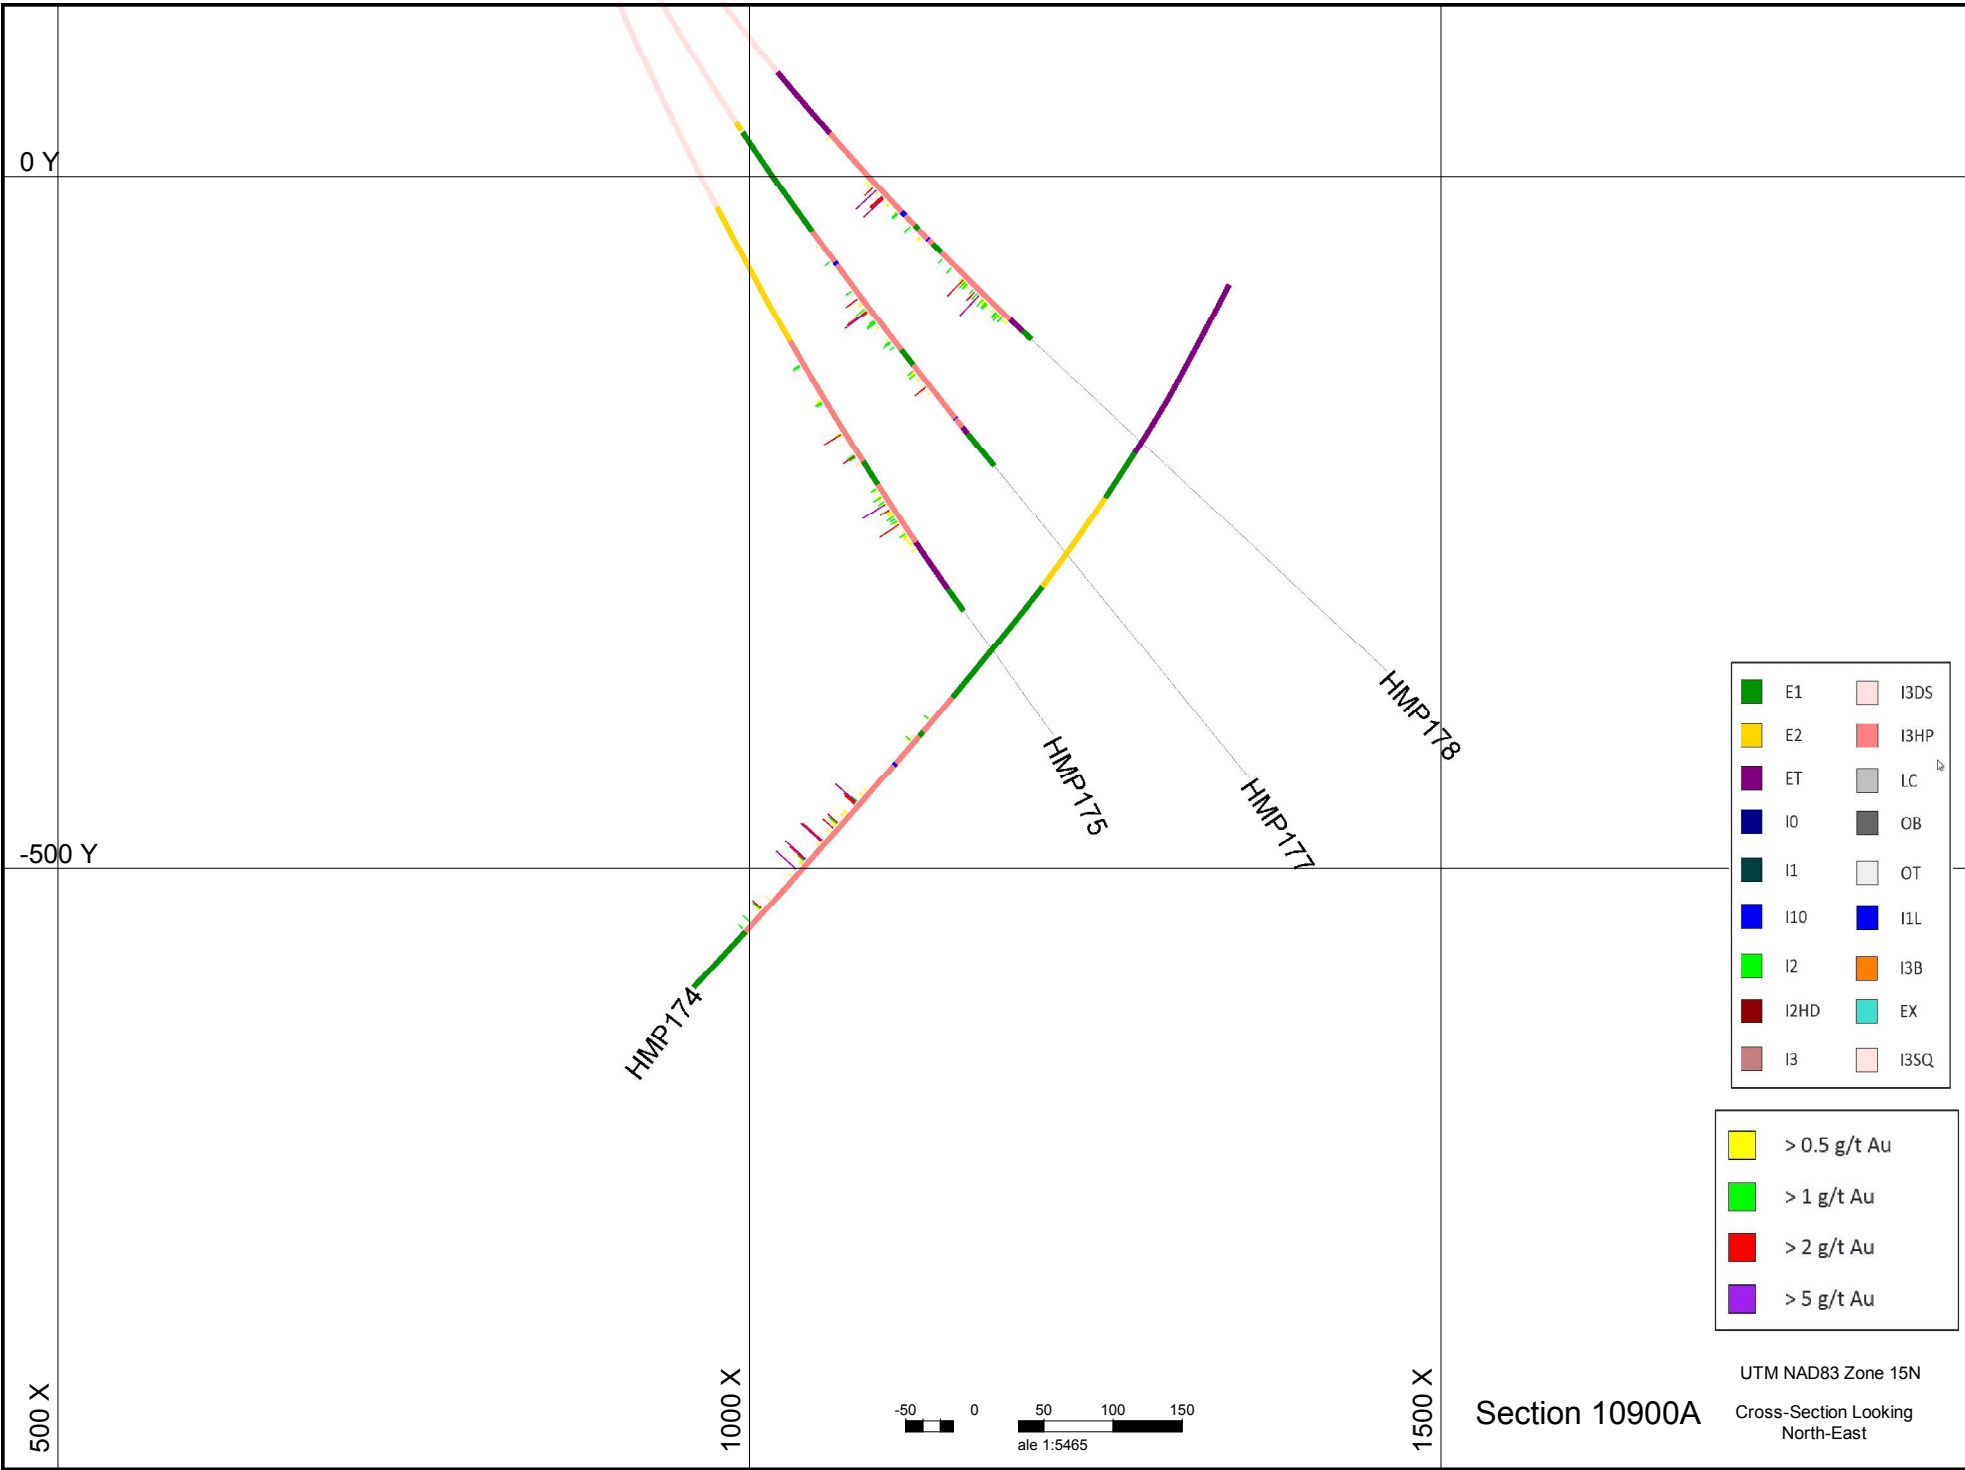 0 Y
-500 Y
500 X
1000 X
1500 X
HMP178
HMP175
HMP177
HMP174
E1
I3DS
E2
I3HP
ET
LC
I0
OB
I1
OT
I10
I1L
I2
I3B
I2HD
EX
I3
I3SQ
> 0.5 g/t Au
> 1 g/t Au
> 2 g/t Au
> 5 g/t Au
-50 0 50 100 150
ale 1:5465
Section 10900A
UTM NAD83 Zone 15N
Cross-Section Looking
North-East